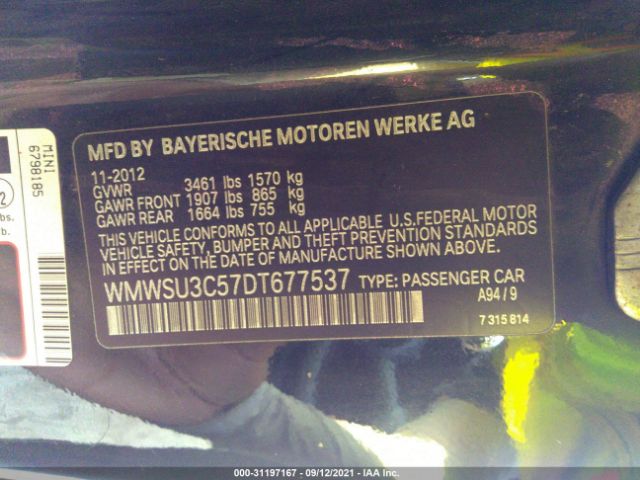 MFD BY BAYERISCHE MOTOREN WERKE AG
11-2012
GVWR 3461 lbs 1570 kg
GAWR FRONT 1907 lbs 865 kg
GAWR REAR 1664 lbs 755 kg
THIS VEHICLE CONFORMS TO ALL APPLICABLE U.S.FEDERAL MOTOR
VEHICLE SAFETY, BUMPER AND THEFT PREVENTION STANDARDS
IN EFFECT ON THE DATE OF MANUFACTURE SHOWN ABOVE.
WMWSU3C57DT677537 TYPE: PASSENGER CAR
A94 / 9
7 315 814
MINI
6798185
2
lbs.
lb.
000-31197167 - 09/12/2021 - IAA Inc.